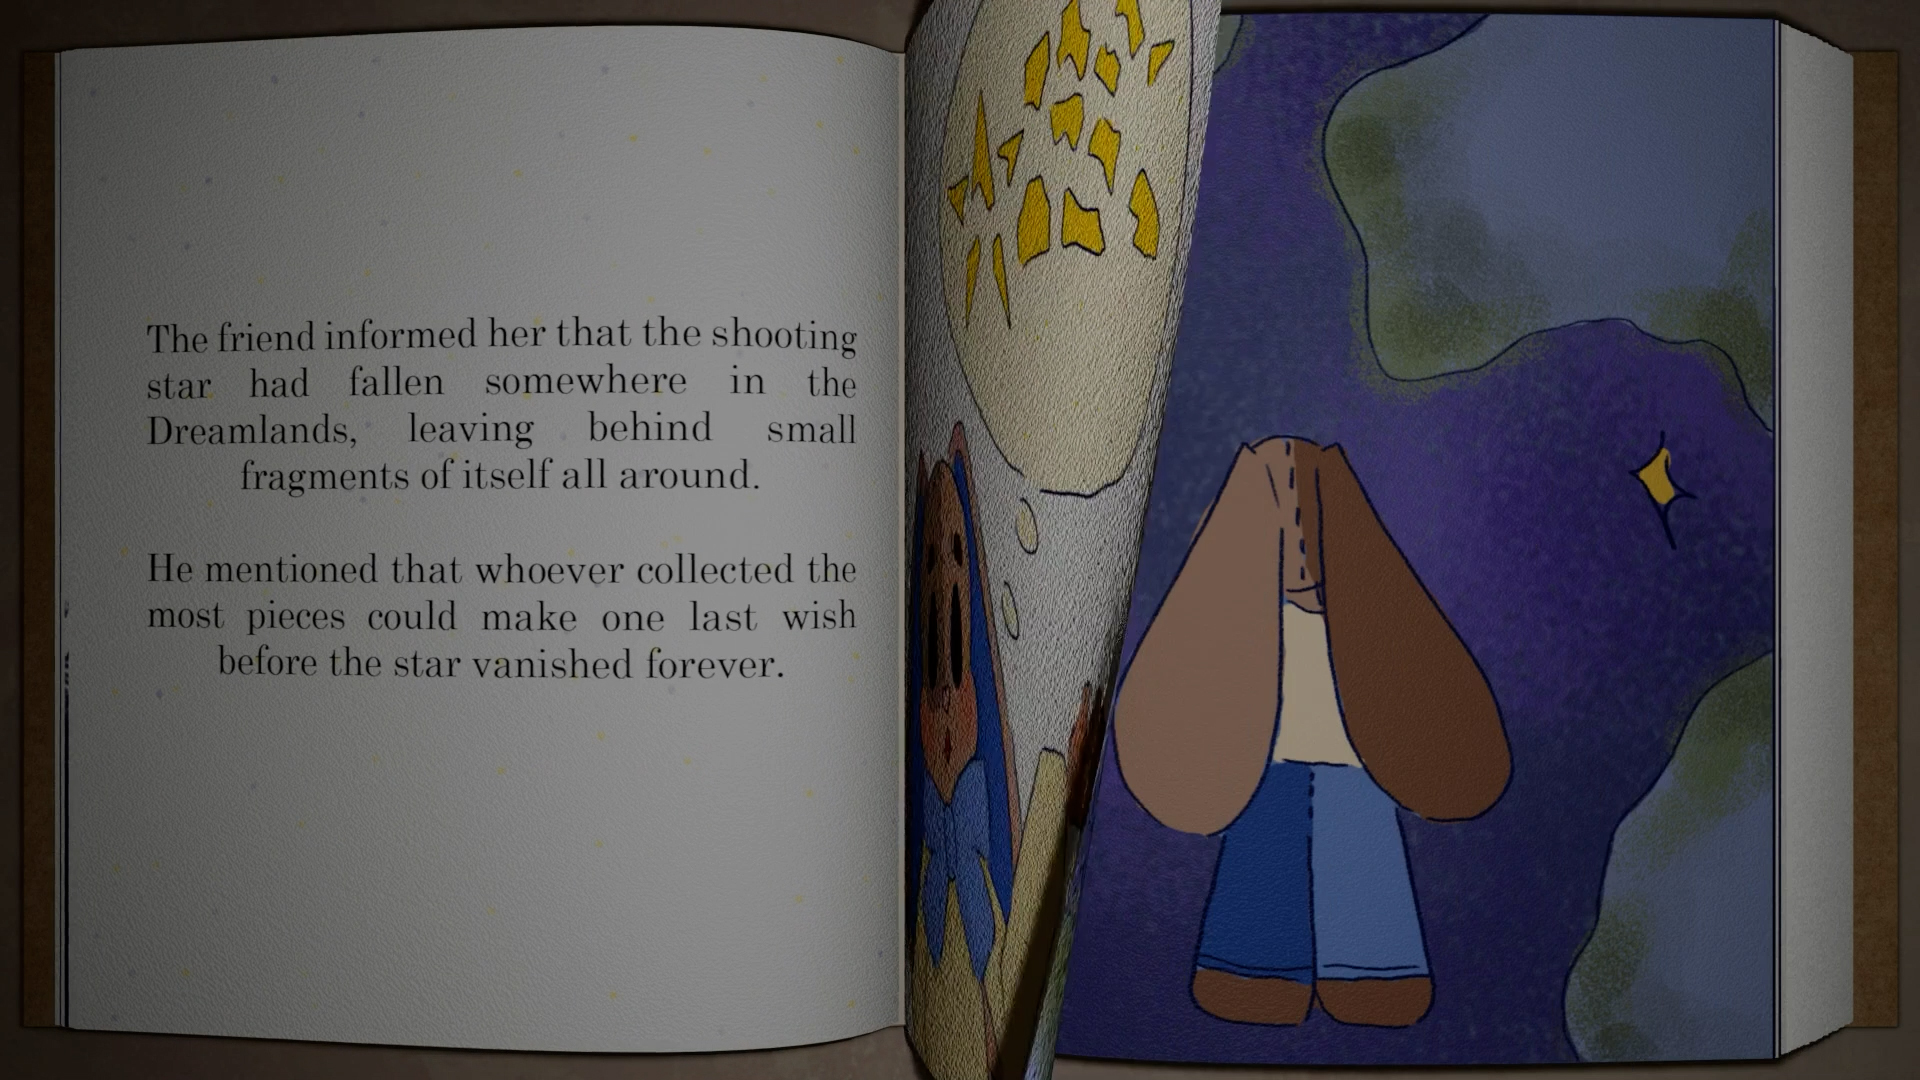 The friend informed her that the shooting
star had fallen somewhere in the
Dreamlands, leaving behind small
fragments of itself all around.
He mentioned that whoever collected the
most pieces could make one last wish
before the star vanished forever.